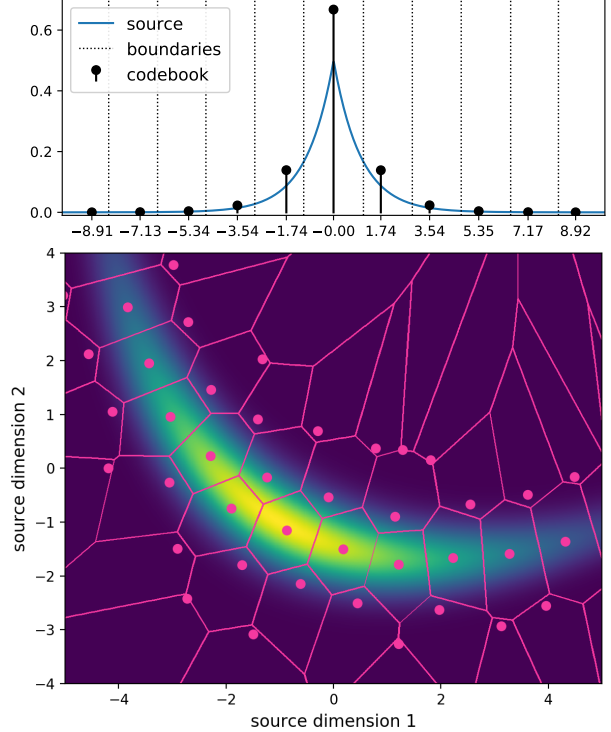 source
boundaries
codebook
0.6
0.4
0.2
0.0
−8.91 −7.13 −5.34 −3.54 −1.74 −0.00 1.74 3.54 5.35 7.17 8.92
4
3
2
1
0
−1
−2
−3
−4
source dimension 2
−4 −2 0 2 4
source dimension 1